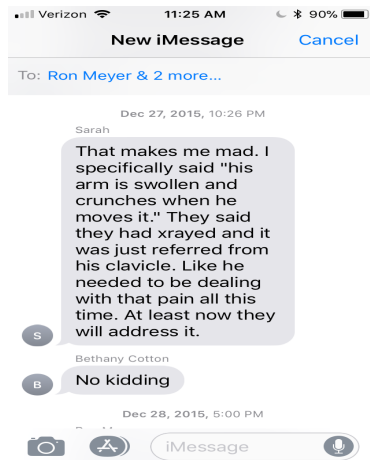 Verizon 11:25 AM 90%
New iMessage Cancel
To: Ron Meyer & 2 more...
Dec 27, 2015, 10:26 PM
Sarah
That makes me mad. I
specifically said "his
arm is swollen and
crunches when he
moves it." They said
they had xrayed and it
was just referred from
his clavicle. Like he
needed to be dealing
with that pain all this
time. At least now they
will address it.
S
Bethany Cotton
No kidding
B
Dec 28, 2015, 5:00 PM
iMessage